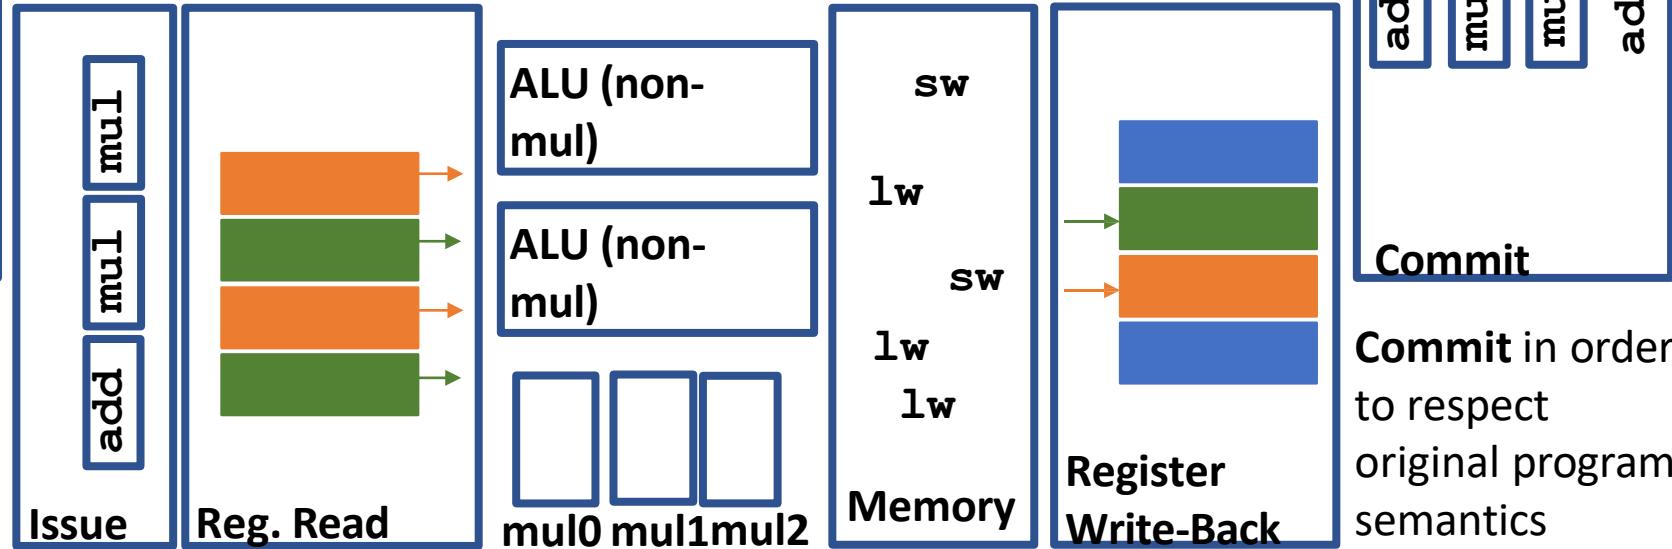 mul
mul
add
Issue
Reg. Read
ALU (non-
mul)
ALU (non-
mul)
mul0 mul1 mul2
sw
lw
sw
lw
lw
Memory
Register
Write-Back
Commit
Commit in order
to respect
original program
semantics